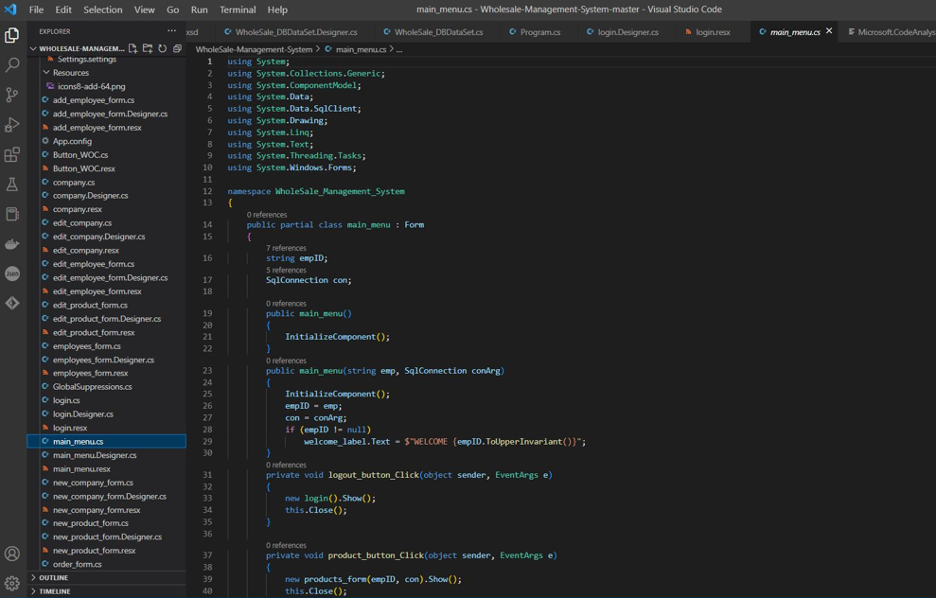 File Edit Selection View Go Run Terminal Help
main_menu.cs - Wholesale-Management-System-master - Visual Studio Code
EXPLORER ...
xsd WholeSale_DBDataSet.Designer.cs WholeSale_DBDataSet.cs Program.cs login.Designer.cs login.resx main_menu.cs Microsoft.CodeAnalys
WHOLESALE-MANAGEM...
WholeSale-Management-System > main_menu.cs > ...
Settings.settings
Resources
icons8-add-64.png
add_employee_form.cs
add_employee_form.Designer.cs
add_employee_form.resx
App.config
Button_WOC.cs
Button_WOC.resx
company.cs
company.Designer.cs
company.resx
edit_company.cs
edit_company.Designer.cs
edit_company.resx
edit_employee_form.cs
edit_employee_form.Designer.cs
edit_employee_form.resx
edit_product_form.cs
edit_product_form.Designer.cs
edit_product_form.resx
employees_form.cs
employees_form.Designer.cs
employees_form.resx
GlobalSuppressions.cs
login.cs
login.Designer.cs
login.resx
main_menu.cs
main_menu.Designer.cs
main_menu.resx
new_company_form.cs
new_company_form.Designer.cs
new_company_form.resx
new_product_form.cs
new_product_form.Designer.cs
new_product_form.resx
order_form.cs
OUTLINE
TIMELINE
1 using System;
2 using System.Collections.Generic;
3 using System.ComponentModel;
4 using System.Data;
5 using System.Data.SqlClient;
6 using System.Drawing;
7 using System.Linq;
8 using System.Text;
9 using System.Threading.Tasks;
10 using System.Windows.Forms;
11
12 namespace WholeSale_Management_System
13 {
0 references
14 public partial class main_menu : Form
15 {
7 references
16 string empID;
5 references
17 SqlConnection con;
18
0 references
19 public main_menu()
20 {
21 InitializeComponent();
22 }
0 references
23 public main_menu(string emp, SqlConnection conArg)
24 {
25 InitializeComponent();
26 empID = emp;
27 con = conArg;
28 if (empID != null)
29 welcome_label.Text = $"WELCOME {empID.ToUpperInvariant()}";
30 }
0 references
31 private void logout_button_Click(object sender, EventArgs e)
32 {
33 new login().Show();
34 this.Close();
35 }
36
0 references
37 private void product_button_Click(object sender, EventArgs e)
38 {
39 new products_form(empID, con).Show();
40 this.Close();